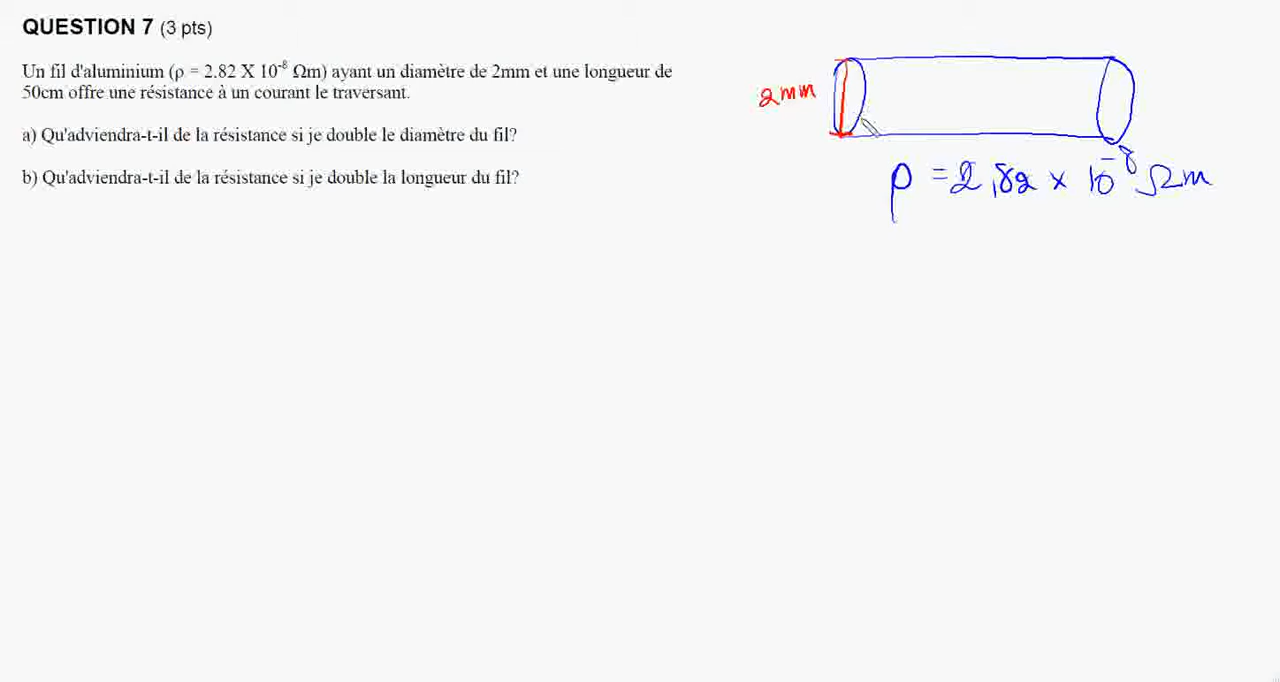 QUESTION 7 (3 pts)
Un fil d'aluminium (ρ = 2.82 X 10⁻⁸ Ωm) ayant un diamètre de 2mm et une longueur de
50cm offre une résistance à un courant le traversant.
a) Qu'adviendra-t-il de la résistance si je double le diamètre du fil?
b) Qu'adviendra-t-il de la résistance si je double la longueur du fil?
2mm
ρ = 2,82 × 10⁻⁸ Ωm